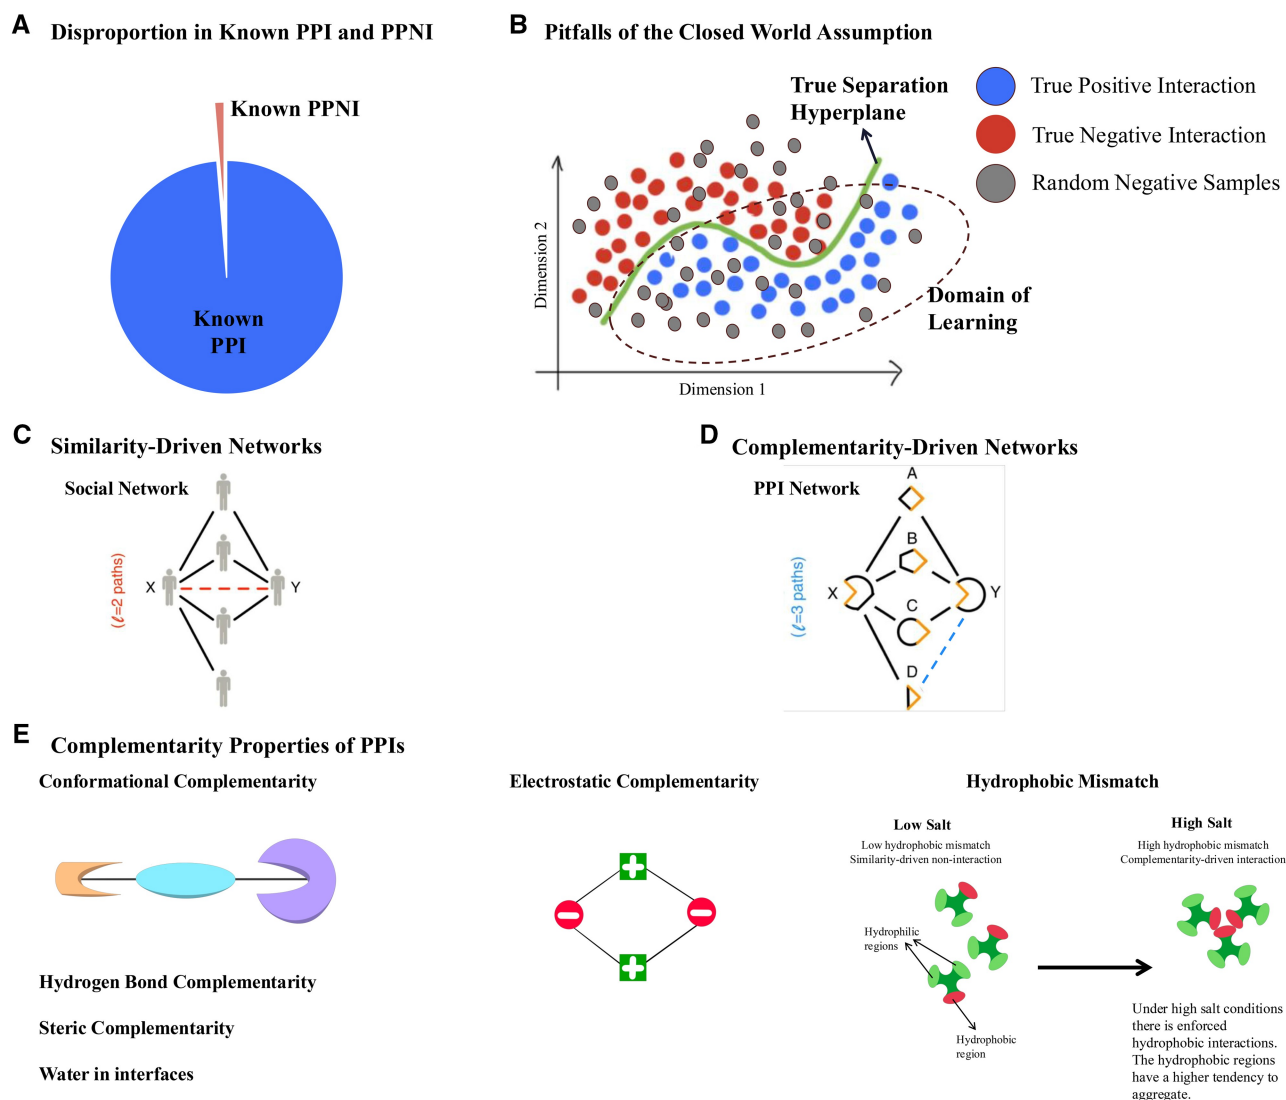 A
Disproportion in Known PPI and PPNI
Known PPNI
Known
PPI
B
Pitfalls of the Closed World Assumption
True Separation
Hyperplane
True Positive Interaction
True Negative Interaction
Random Negative Samples
Dimension 2
Domain of
Learning
Dimension 1
C
Similarity-Driven Networks
Social Network
(ℓ=2 paths)
X
Y
D
Complementarity-Driven Networks
PPI Network
(ℓ=3 paths)
A
B
X
Y
C
D
E
Complementarity Properties of PPIs
Conformational Complementarity
Hydrogen Bond Complementarity
Steric Complementarity
Water in interfaces
Electrostatic Complementarity
Hydrophobic Mismatch
Low Salt
Low hydrophobic mismatch
Similarity-driven non-interaction
Hydrophilic
regions
Hydrophobic
region
High Salt
High hydrophobic mismatch
Complementarity-driven interaction
Under high salt conditions
there is enforced
hydrophobic interactions.
The hydrophobic regions
have a higher tendency to
aggregate.